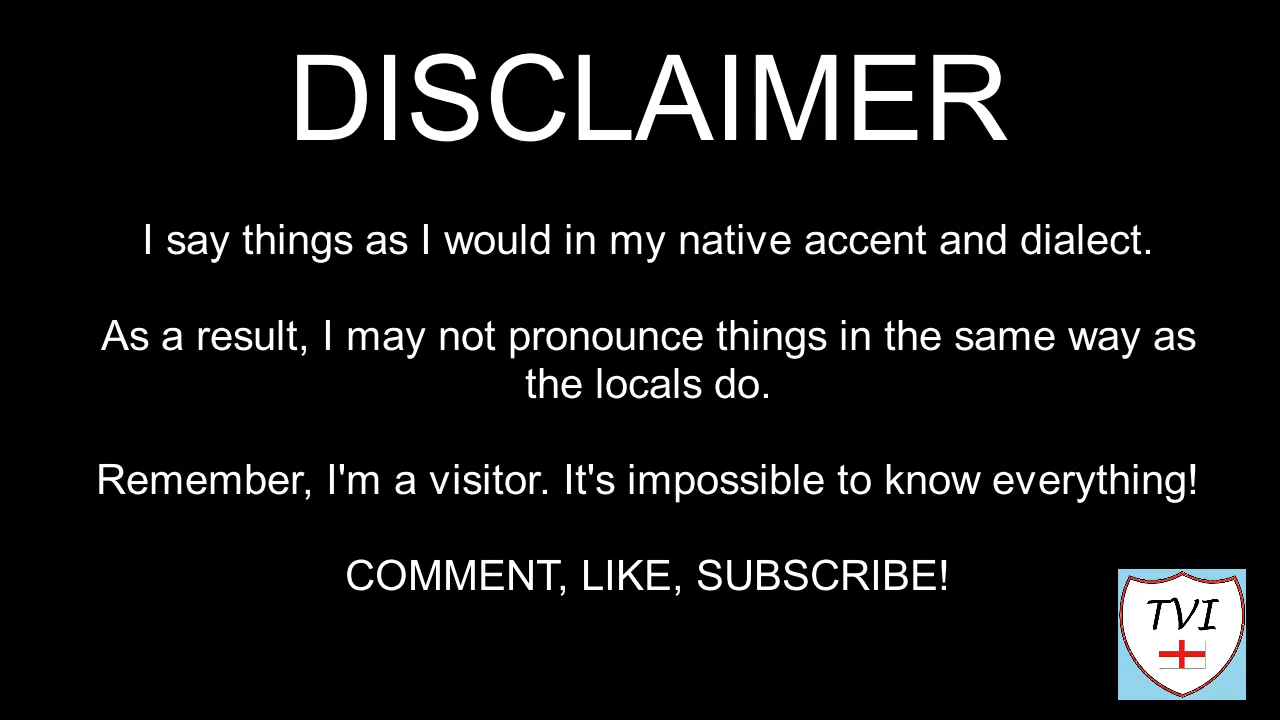 DISCLAIMER
I say things as I would in my native accent and dialect.
As a result, I may not pronounce things in the same way as
the locals do.
Remember, I'm a visitor. It's impossible to know everything!
COMMENT, LIKE, SUBSCRIBE!
TVI